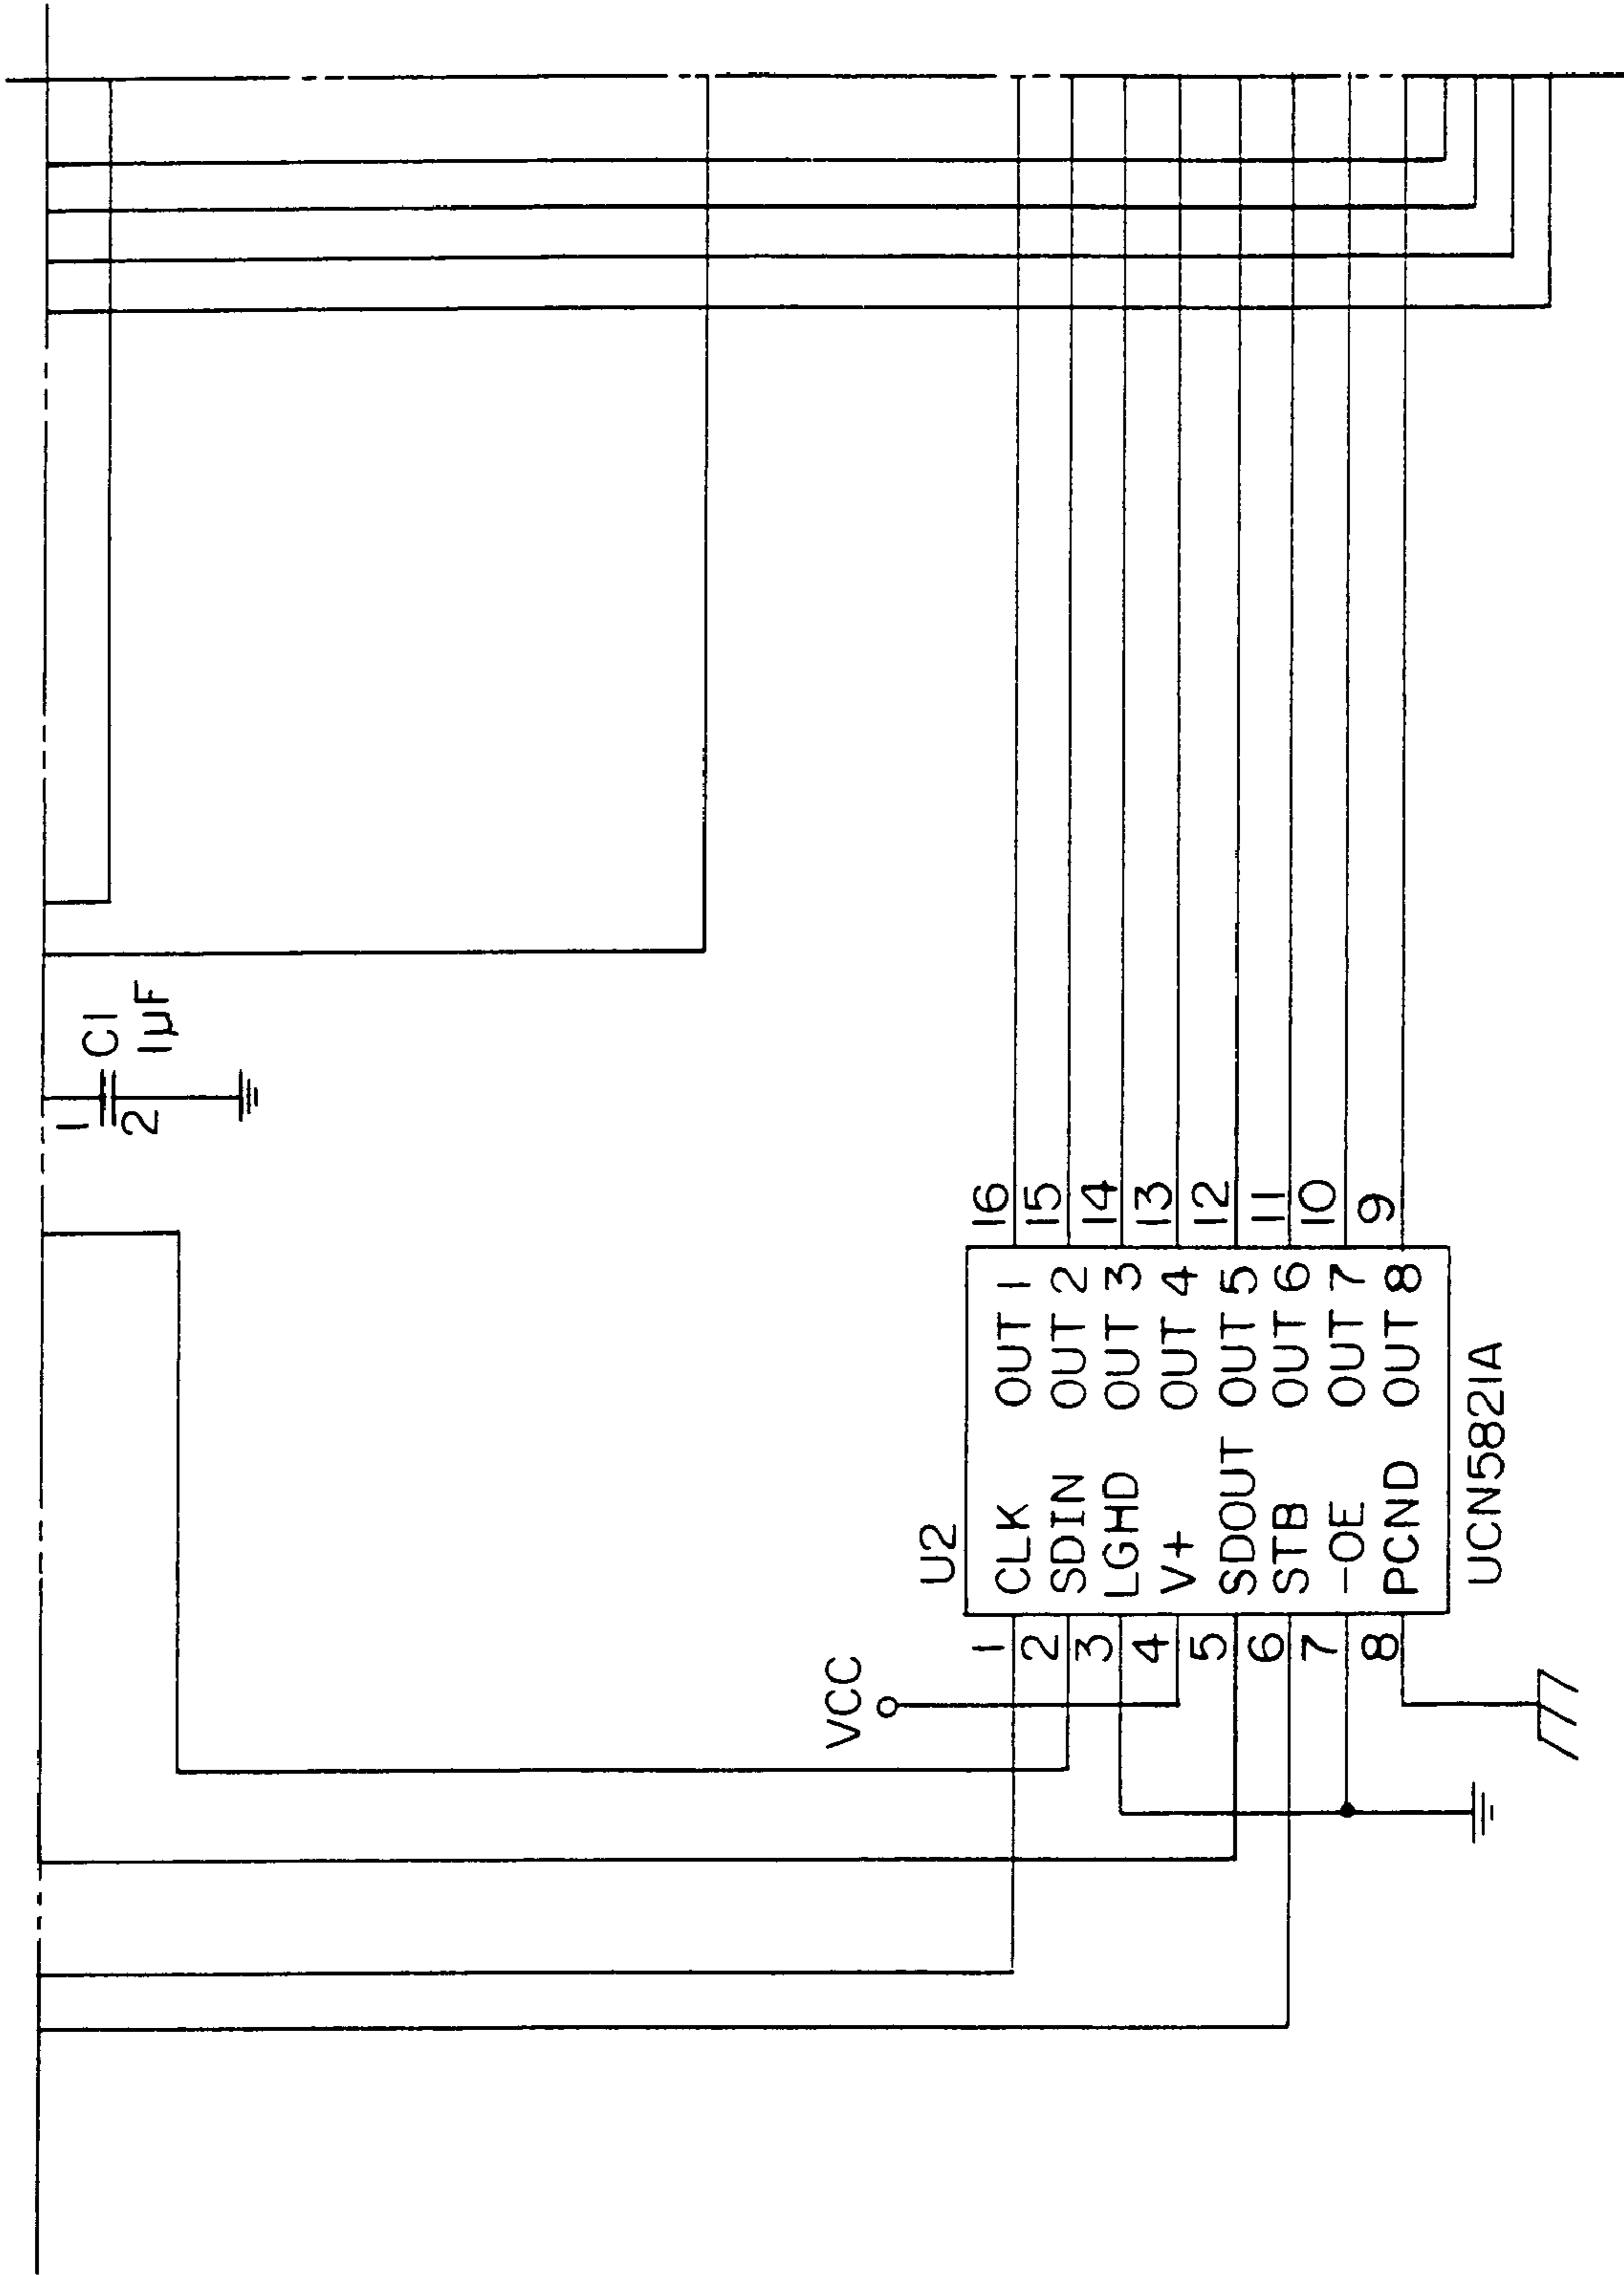 1
2
C1
1µF
VCC
U2
1 CLK OUT 1 16
2 SDIN OUT 2 15
3 LGHD OUT 3 14
4 V+ OUT 4 13
5 SDOUT OUT 5 12
6 STB OUT 6 11
7 -OE OUT 7 10
8 PCND OUT 8 9
UCN5821A